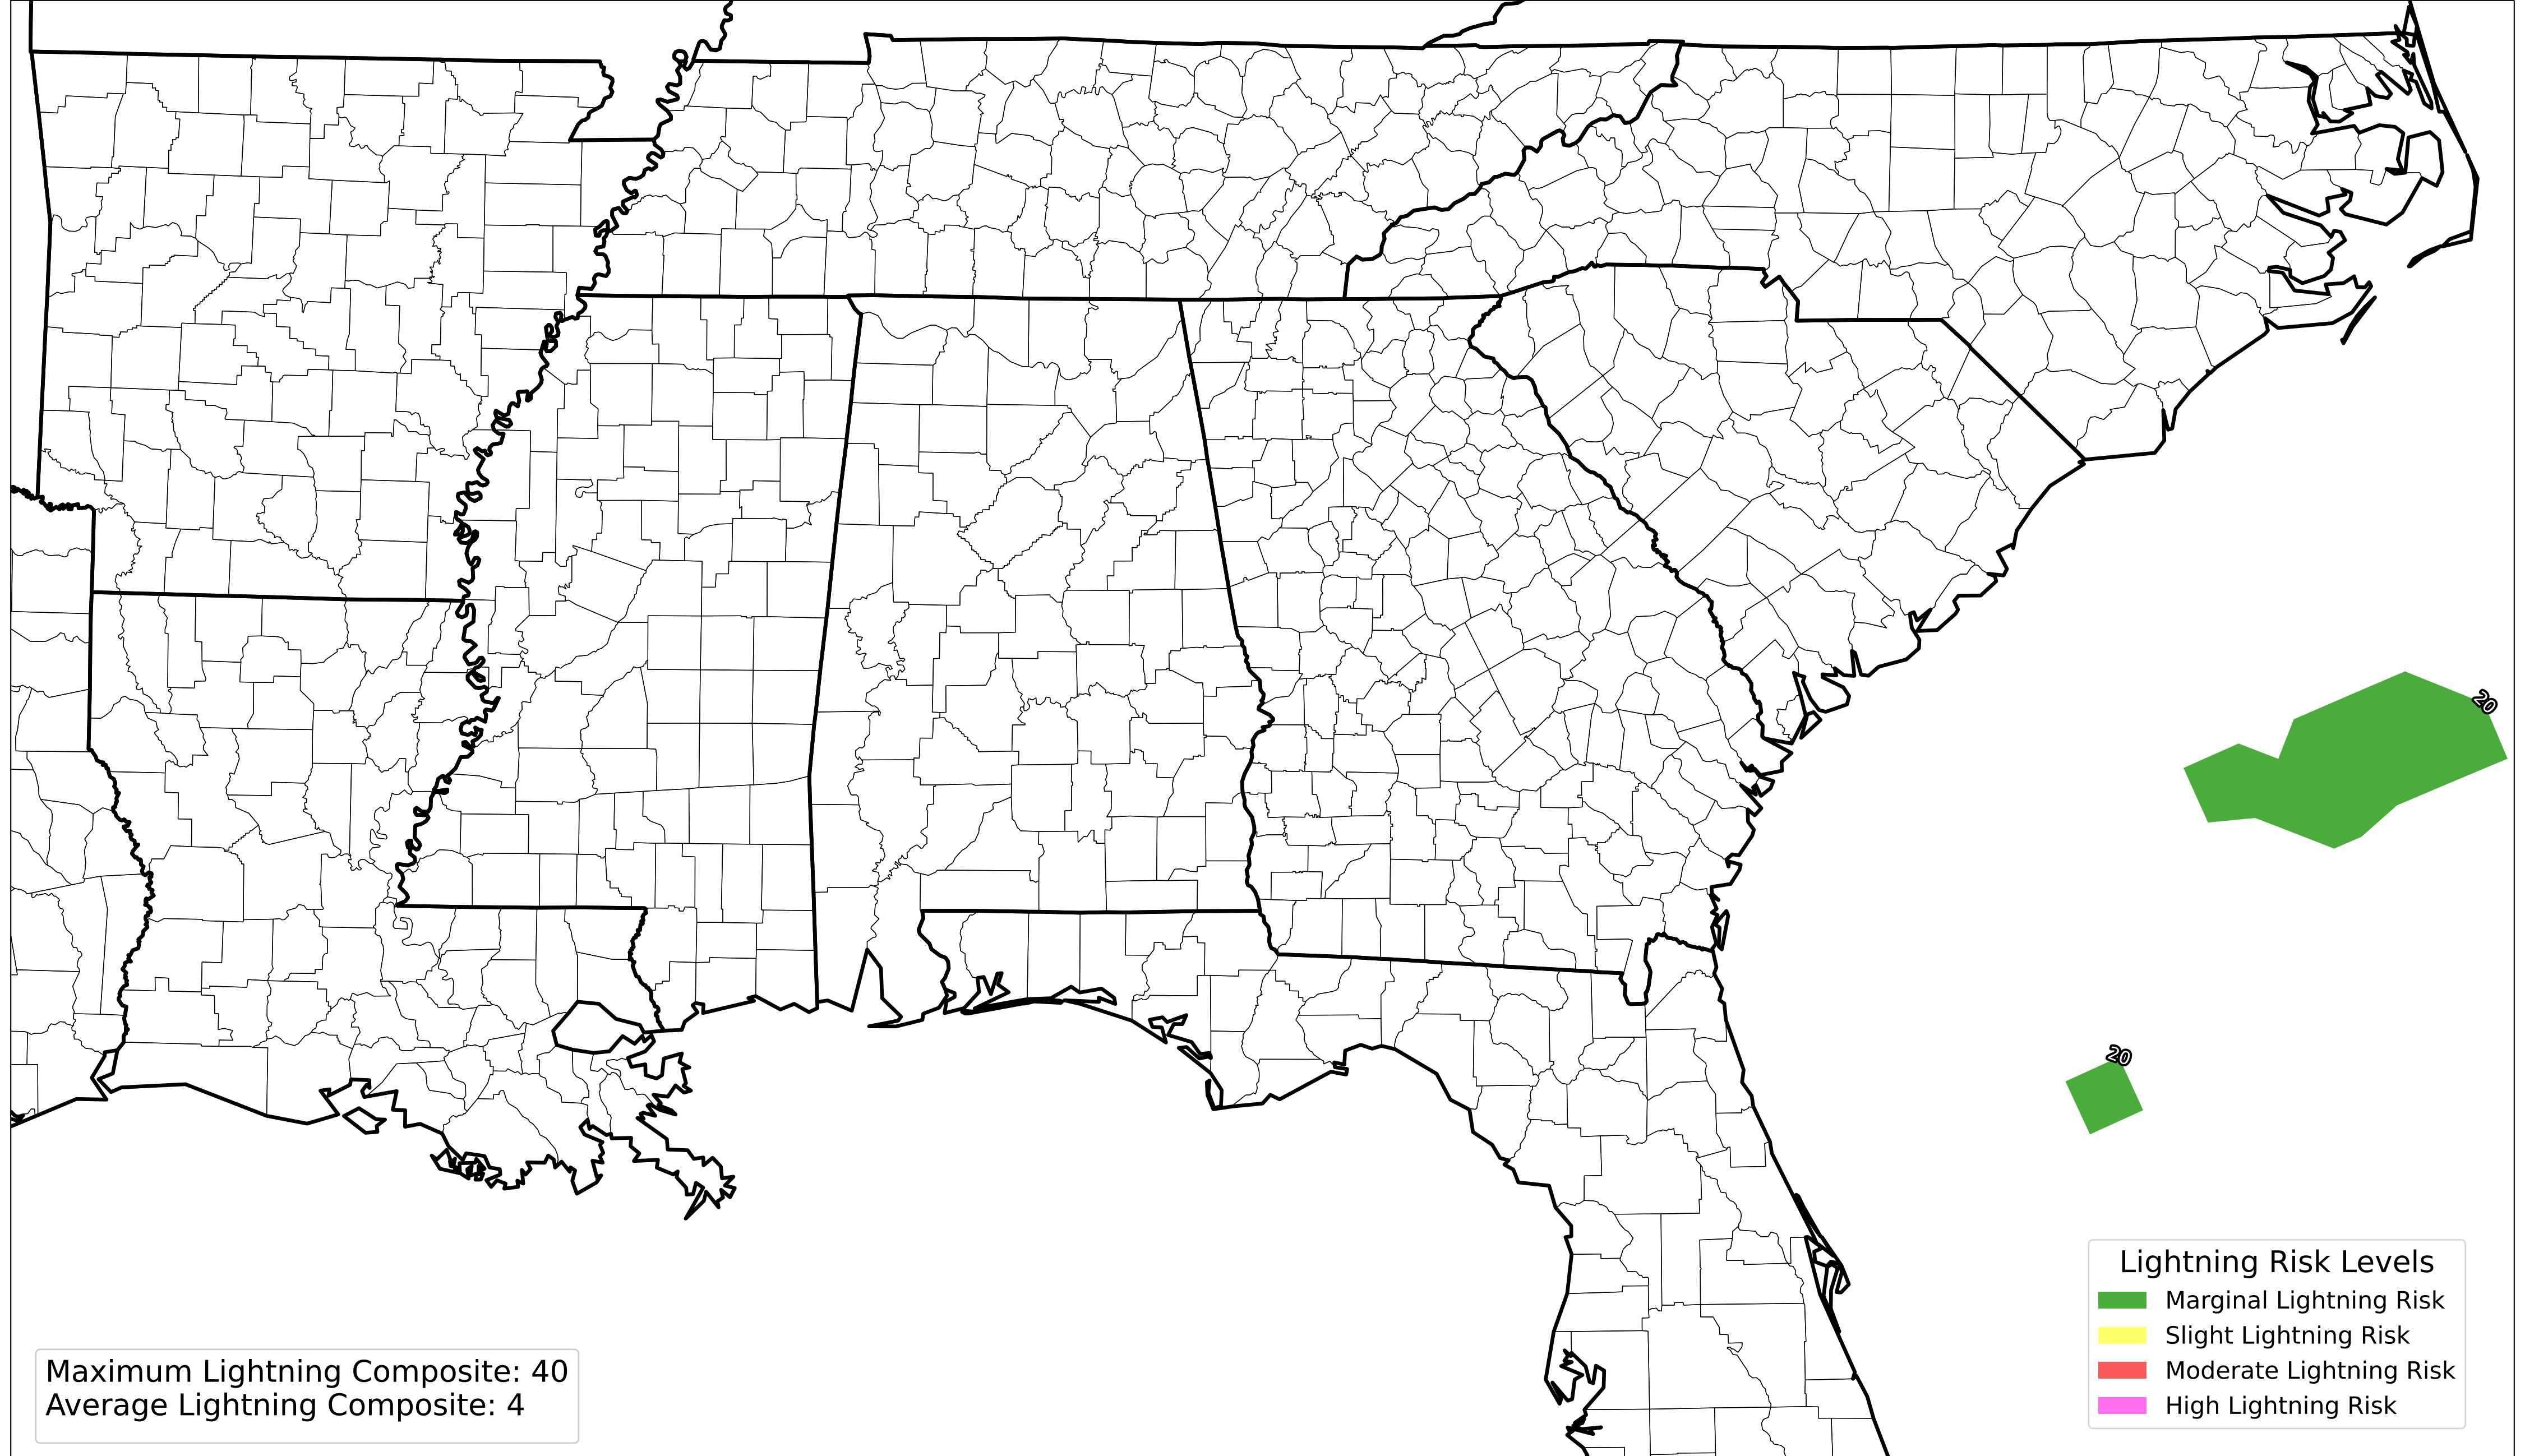 20
20
Lightning Risk Levels
Marginal Lightning Risk
Slight Lightning Risk
Moderate Lightning Risk
High Lightning Risk
Maximum Lightning Composite: 40
Average Lightning Composite: 4